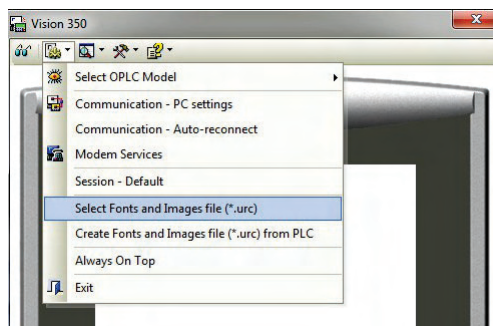 Vision 350
Select OPLC Model
Communication - PC settings
Communication - Auto-reconnect
Modem Services
Session - Default
Select Fonts and Images file (*.urc)
Create Fonts and Images file (*.urc) from PLC
Always On Top
Exit